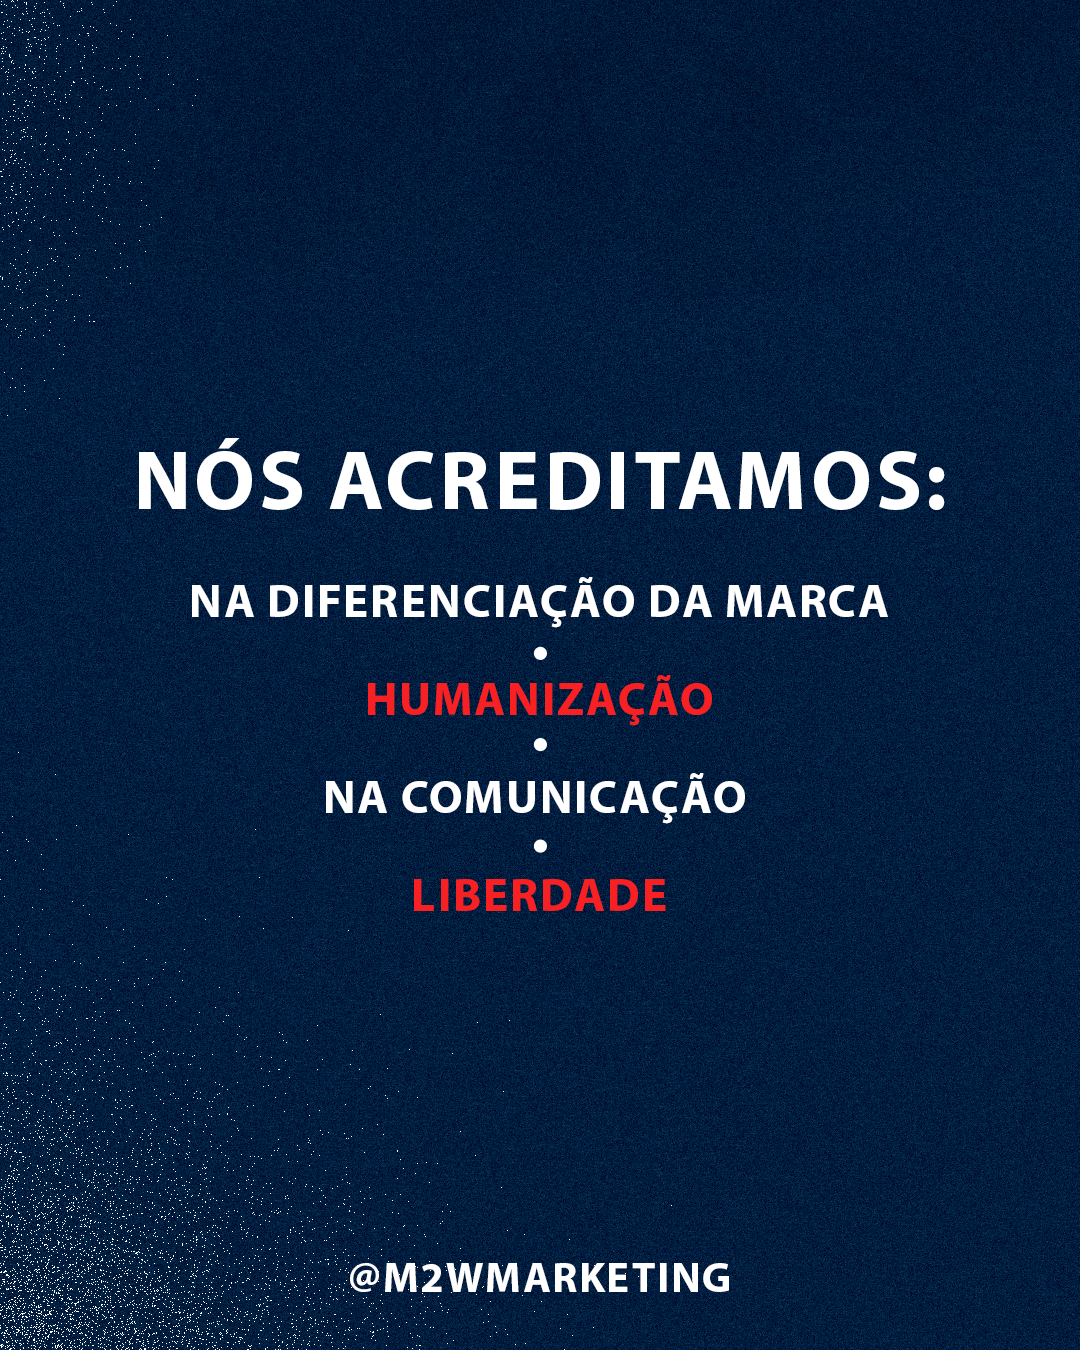 NÓS ACREDITAMOS:
NA DIFERENCIAÇÃO DA MARCA
•
HUMANIZAÇÃO
•
NA COMUNICAÇÃO
•
LIBERDADE
@M2WMARKETING